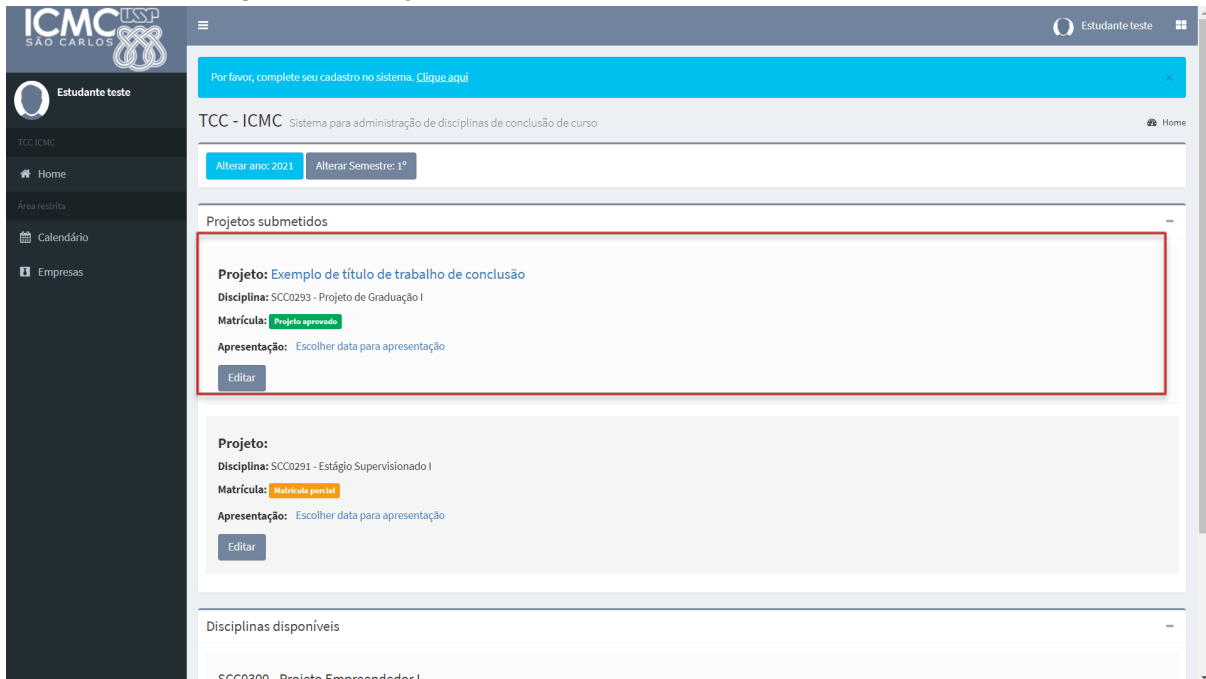 ICMC USP
SÃO CARLOS
Estudante teste
Estudante teste
TCC ICMC
Home
Área restrita
Calendário
Empresas
Por favor, complete seu cadastro no sistema. Clique aqui ×
TCC - ICMC Sistema para administração de disciplinas de conclusão de curso
Home
Alterar ano: 2021 Alterar Semestre: 1º
Projetos submetidos
Projeto: Exemplo de título de trabalho de conclusão
Disciplina: SCC0293 - Projeto de Graduação I
Matrícula: Projeto aprovado
Apresentação: Escolher data para apresentação
Editar
Projeto:
Disciplina: SCC0291 - Estágio Supervisionado I
Matrícula: Matrícula parcial
Apresentação: Escolher data para apresentação
Editar
Disciplinas disponíveis
SCC0300 - Projeto Empreendedor I